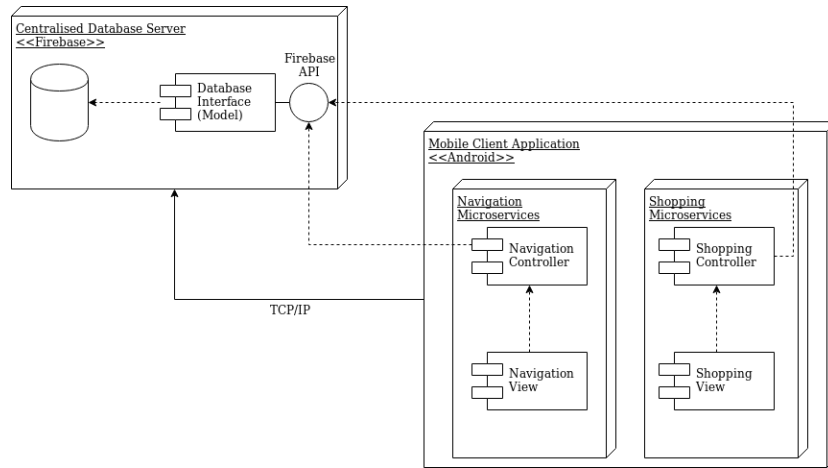 Centralised Database Server
<<Firebase>>
Firebase
API
Database
Interface
(Model)
Mobile Client Application
<<Android>>
Navigation
Microservices
Navigation
Controller
Navigation
View
Shopping
Microservices
Shopping
Controller
Shopping
View
TCP/IP